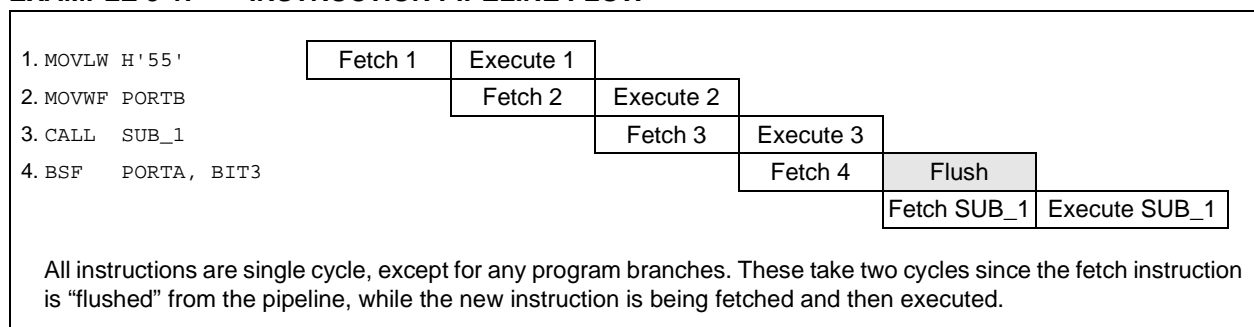 1. MOVLW H'55' Fetch 1 Execute 1
2. MOVWF PORTB Fetch 2 Execute 2
3. CALL SUB_1 Fetch 3 Execute 3
4. BSF PORTA, BIT3 Fetch 4 Flush
Fetch SUB_1 Execute SUB_1
All instructions are single cycle, except for any program branches. These take two cycles since the fetch instruction
is “flushed” from the pipeline, while the new instruction is being fetched and then executed.